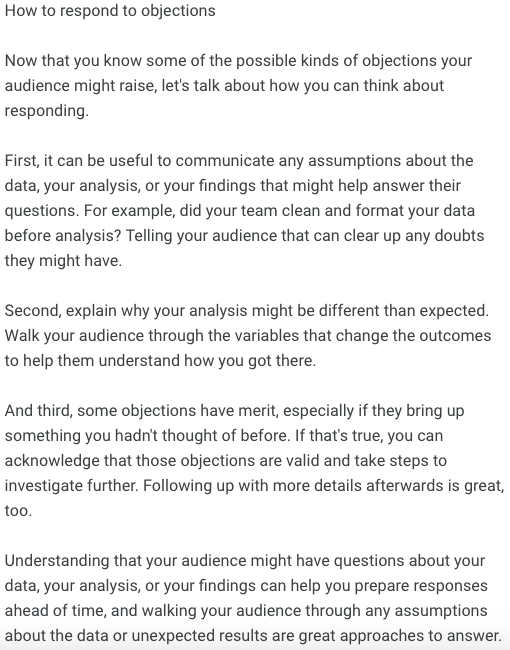 How to respond to objections
Now that you know some of the possible kinds of objections your
audience might raise, let's talk about how you can think about
responding.
First, it can be useful to communicate any assumptions about the
data, your analysis, or your findings that might help answer their
questions. For example, did your team clean and format your data
before analysis? Telling your audience that can clear up any doubts
they might have.
Second, explain why your analysis might be different than expected.
Walk your audience through the variables that change the outcomes
to help them understand how you got there.
And third, some objections have merit, especially if they bring up
something you hadn't thought of before. If that's true, you can
acknowledge that those objections are valid and take steps to
investigate further. Following up with more details afterwards is great,
too.
Understanding that your audience might have questions about your
data, your analysis, or your findings can help you prepare responses
ahead of time, and walking your audience through any assumptions
about the data or unexpected results are great approaches to answer.